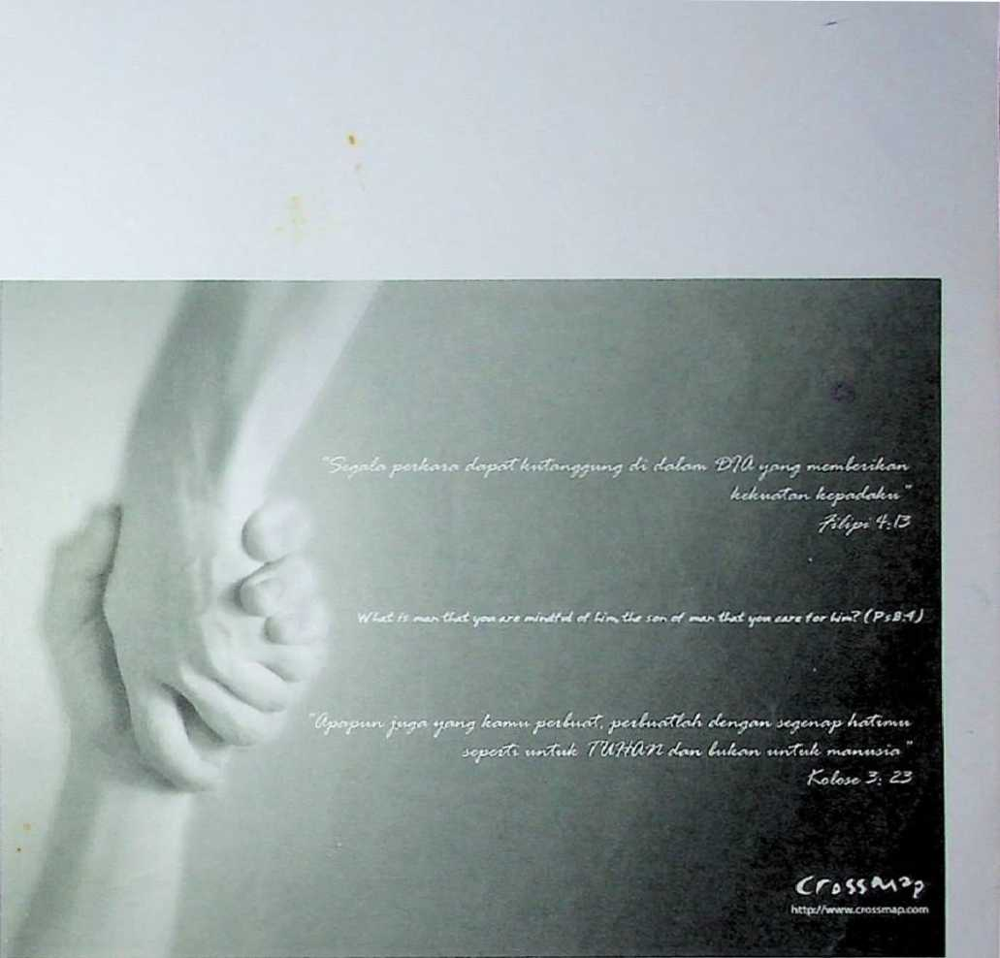 "Segala perkara dapat kutanggung di dalam DIA yang memberikan
kekuatan kepadaku"
Filipi 4:13
What is man that you are mindful of him, the son of man that you care for him? (Ps 8:4)
"Apapun juga yang kamu perbuat, perbuatlah dengan segenap hatimu
seperti untuk TUHAN dan bukan untuk manusia"
Kolose 3: 23
crossmap
http://www.crossmap.com